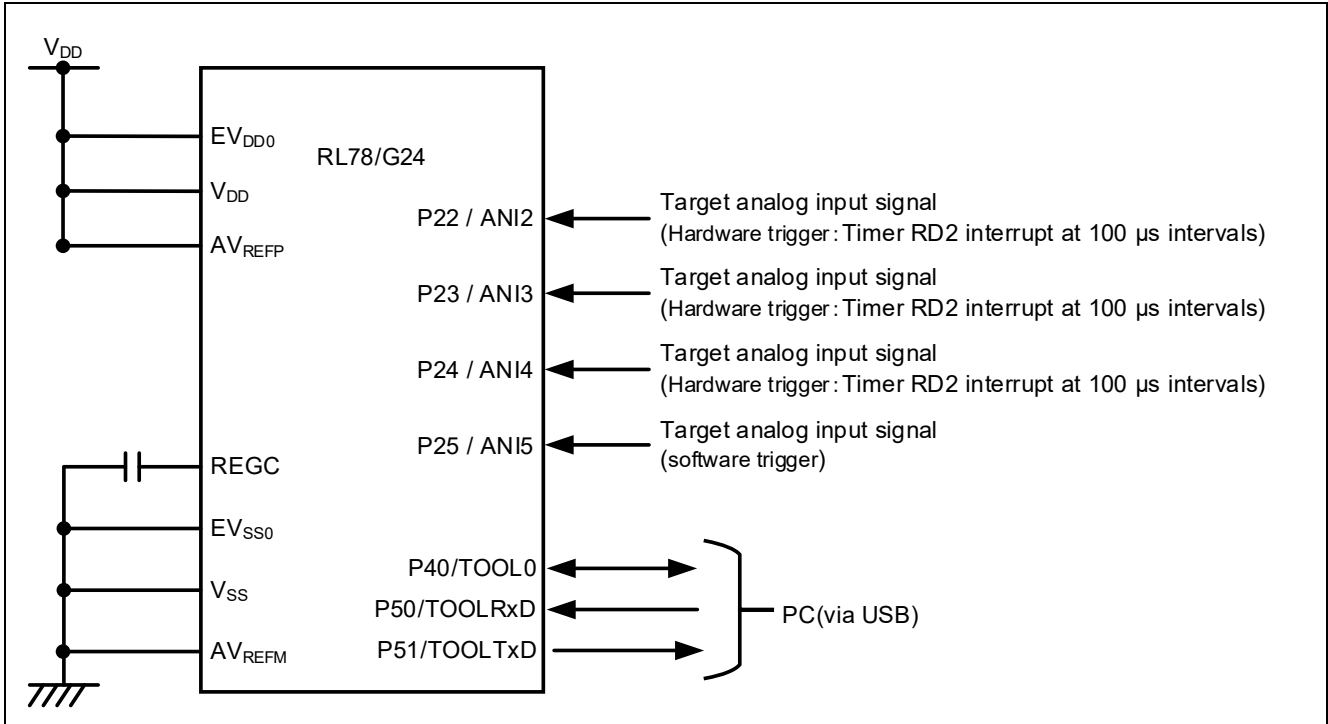 VDD
EVDD0
RL78/G24
VDD
AVREFP
P22 / ANI2
Target analog input signal
(Hardware trigger : Timer RD2 interrupt at 100 µs intervals)
P23 / ANI3
Target analog input signal
(Hardware trigger : Timer RD2 interrupt at 100 µs intervals)
P24 / ANI4
Target analog input signal
(Hardware trigger : Timer RD2 interrupt at 100 µs intervals)
P25 / ANI5
Target analog input signal
(software trigger)
REGC
EVSS0
VSS
AVREFM
P40/TOOL0
P50/TOOLRxD
P51/TOOLTxD
PC(via USB)